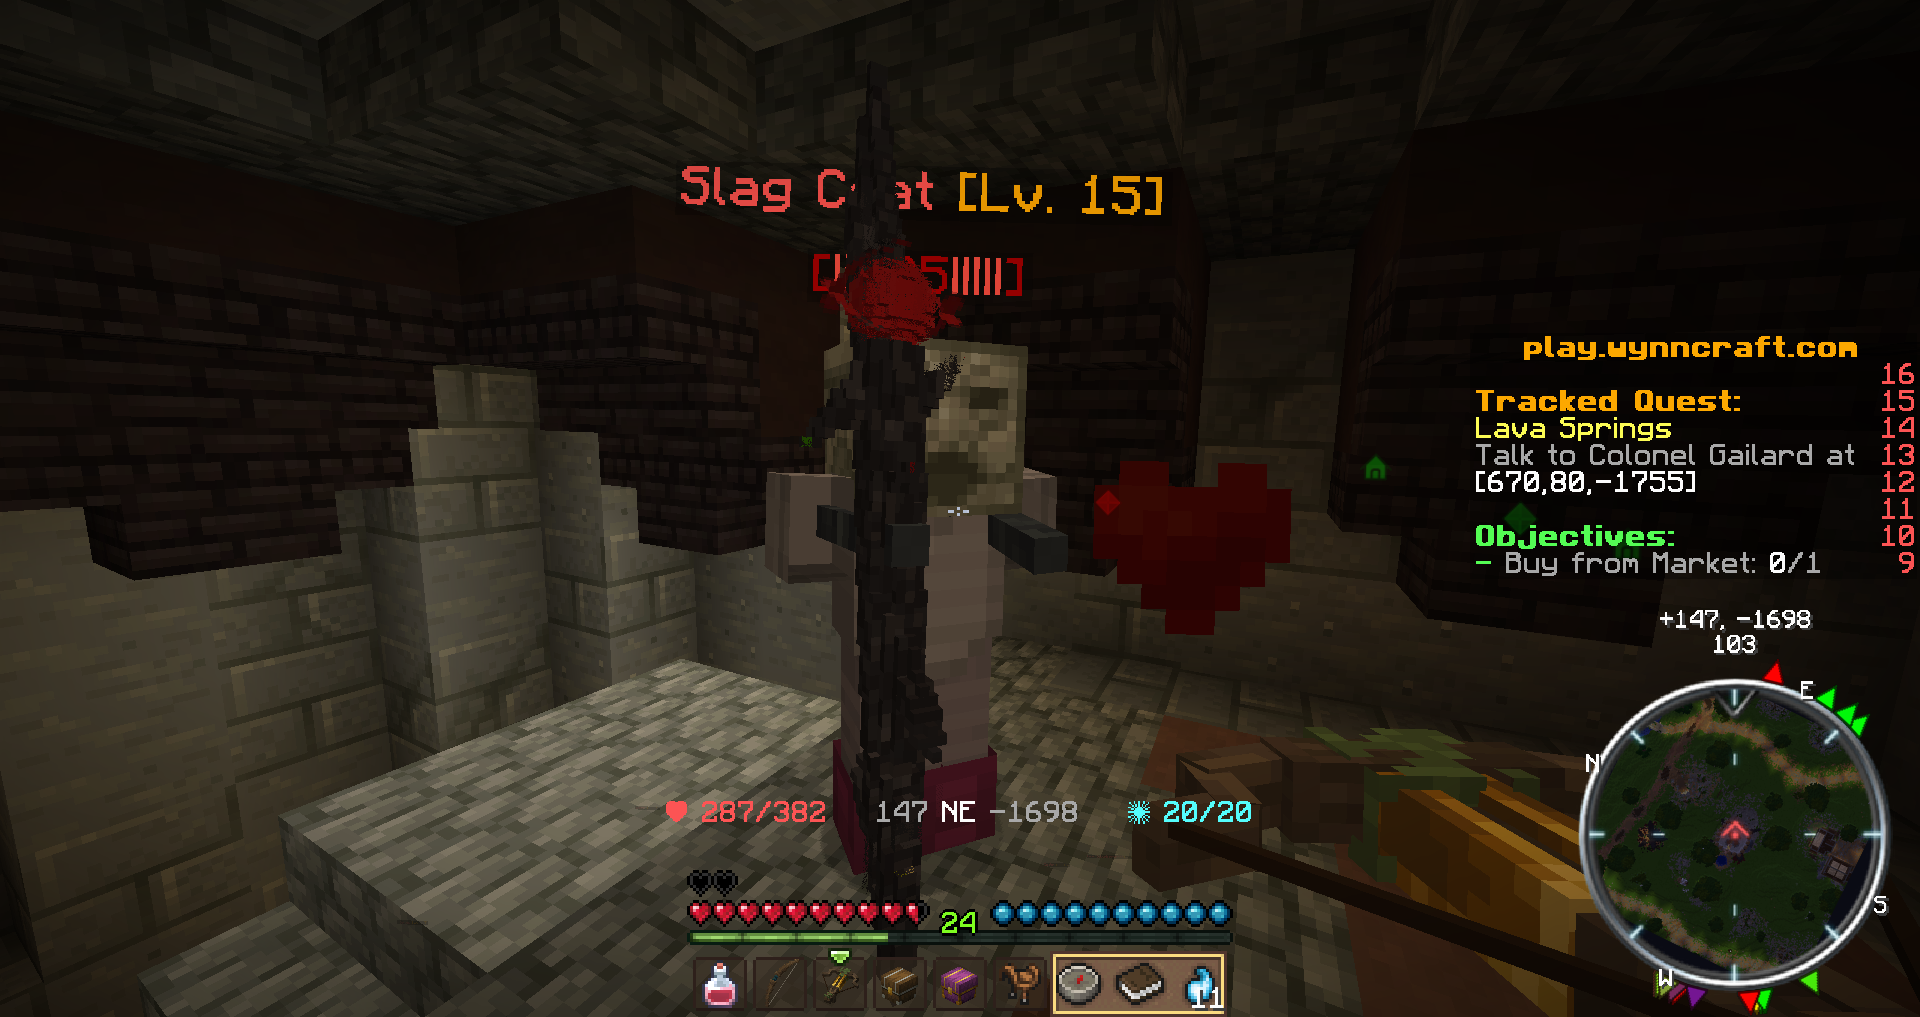 Slag [Lv. 15]
play.wynncraft.com
16
Tracked Quest: 15
Lava Springs 14
Talk to Colonel Gailard at 13
[670,80,-1755] 12
11
Objectives: 10
- Buy from Market: 0/1 9
+147, -1698
103
E
N
S
W
287/382 147 NE -1698 20/20
24
11